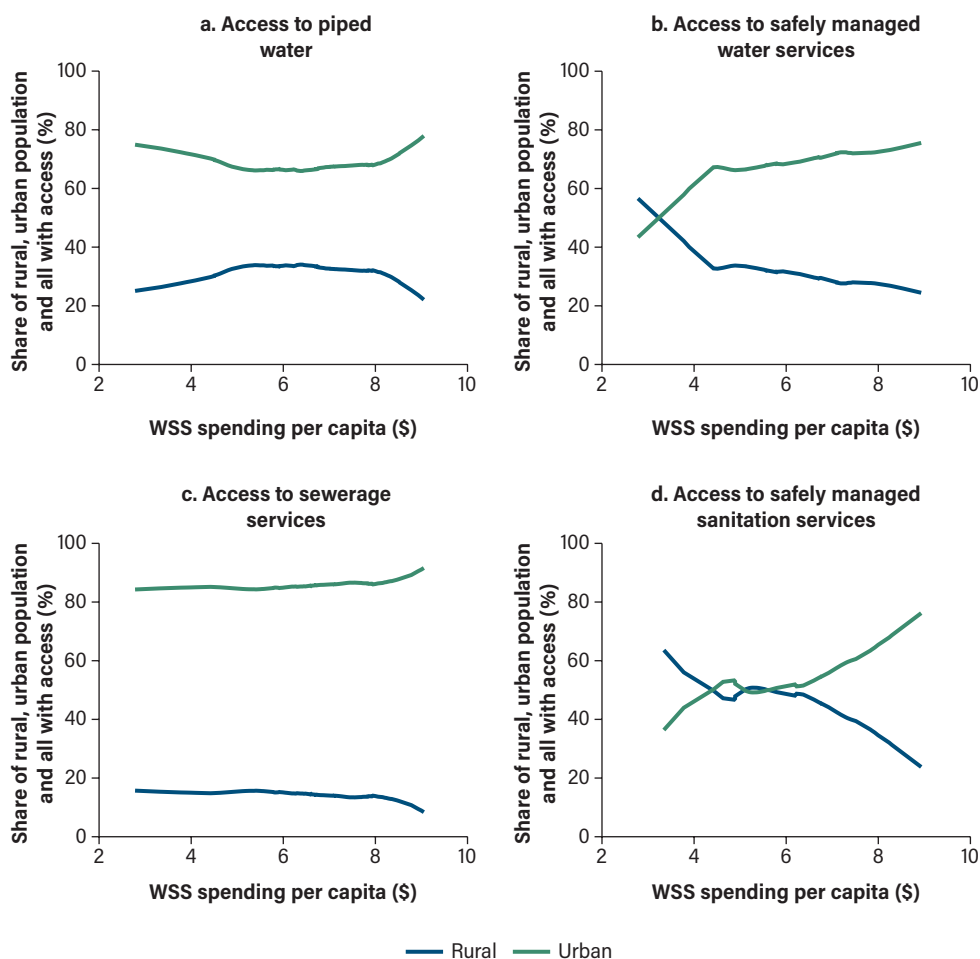 a. Access to piped
water
Share of rural, urban population
and all with access (%)
100
80
60
40
20
0
2 4 6 8 10
WSS spending per capita ($)
b. Access to safely managed
water services
Share of rural, urban population
and all with access (%)
100
80
60
40
20
0
2 4 6 8 10
WSS spending per capita ($)
c. Access to sewerage
services
Share of rural, urban population
and all with access (%)
100
80
60
40
20
0
2 4 6 8 10
WSS spending per capita ($)
d. Access to safely managed
sanitation services
Share of rural, urban population
and all with access (%)
100
80
60
40
20
0
2 4 6 8 10
WSS spending per capita ($)
Rural Urban